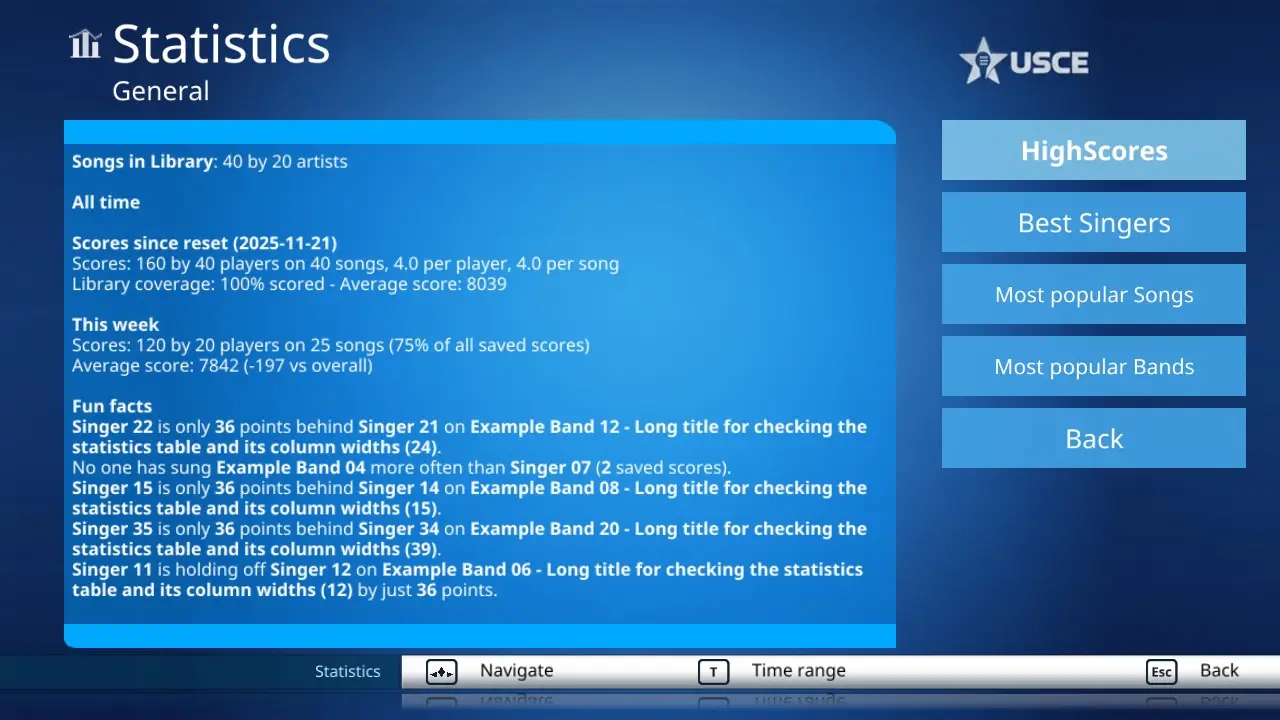 Statistics
General
USCE
Songs in Library: 40 by 20 artists
All time
Scores since reset (2025-11-21)
Scores: 160 by 40 players on 40 songs, 4.0 per player, 4.0 per song
Library coverage: 100% scored - Average score: 8039
This week
Scores: 120 by 20 players on 25 songs (75% of all saved scores)
Average score: 7842 (-197 vs overall)
Fun facts
Singer 22 is only 36 points behind Singer 21 on Example Band 12 - Long title for checking the
statistics table and its column widths (24).
No one has sung Example Band 04 more often than Singer 07 (2 saved scores).
Singer 15 is only 36 points behind Singer 14 on Example Band 08 - Long title for checking the
statistics table and its column widths (15).
Singer 35 is only 36 points behind Singer 34 on Example Band 20 - Long title for checking the
statistics table and its column widths (39).
Singer 11 is holding off Singer 12 on Example Band 06 - Long title for checking the statistics
table and its column widths (12) by just 36 points.
HighScores
Best Singers
Most popular Songs
Most popular Bands
Back
Statistics
Navigate
T Time range
Esc Back